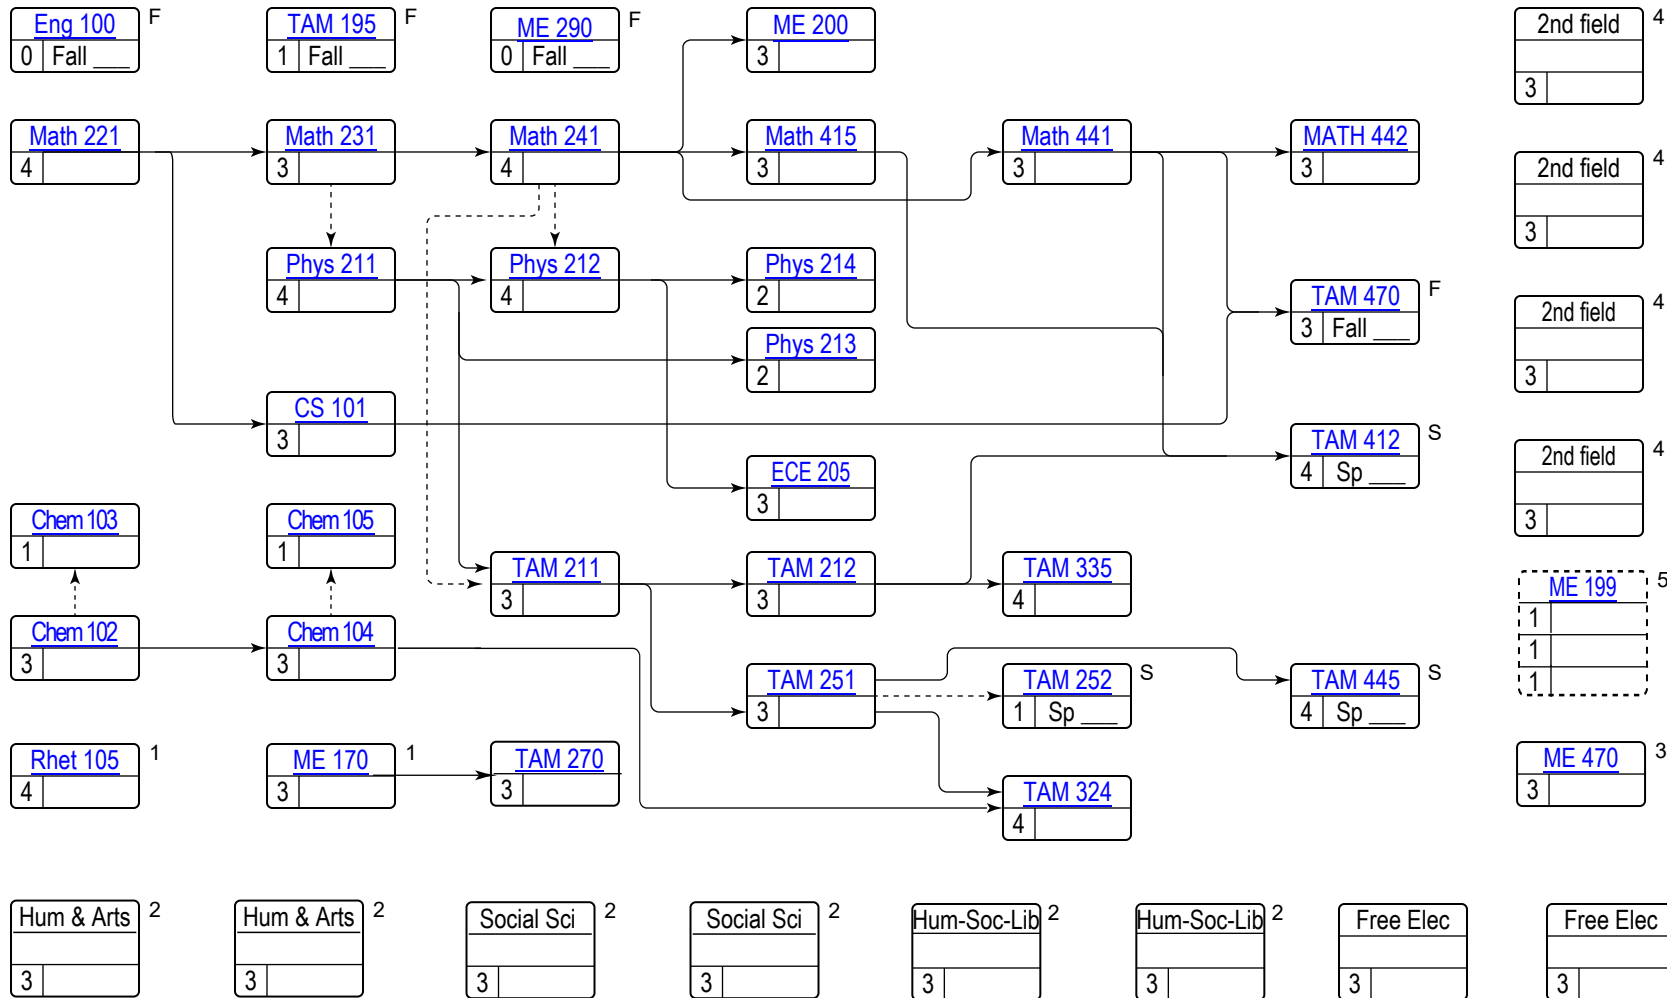 Eng 100 F
0 Fall ___
TAM 195 F
1 Fall ___
ME 290 F
0 Fall ___
ME 200
3
2nd field 4
3
Math 221
4
Math 231
3
Math 241
4
Math 415
3
Math 441
3
MATH 442
3
2nd field 4
3
Phys 211
4
Phys 212
4
Phys 214
2
TAM 470 F
3 Fall ___
2nd field 4
3
Phys 213
2
CS 101
3
TAM 412 S
4 Sp ___
2nd field 4
3
ECE 205
3
Chem 103
1
Chem 105
1
TAM 211
3
TAM 212
3
TAM 335
4
ME 199 5
1
1
1
Chem 102
3
Chem 104
3
TAM 251
3
TAM 252 S
1 Sp ___
TAM 445 S
4 Sp ___
Rhet 105 1
4
ME 170 1
3
TAM 270
3
TAM 324
4
ME 470 3
3
Hum & Arts 2
3
Hum & Arts 2
3
Social Sci 2
3
Social Sci 2
3
Hum-Soc-Lib 2
3
Hum-Soc-Lib 2
3
Free Elec
3
Free Elec
3